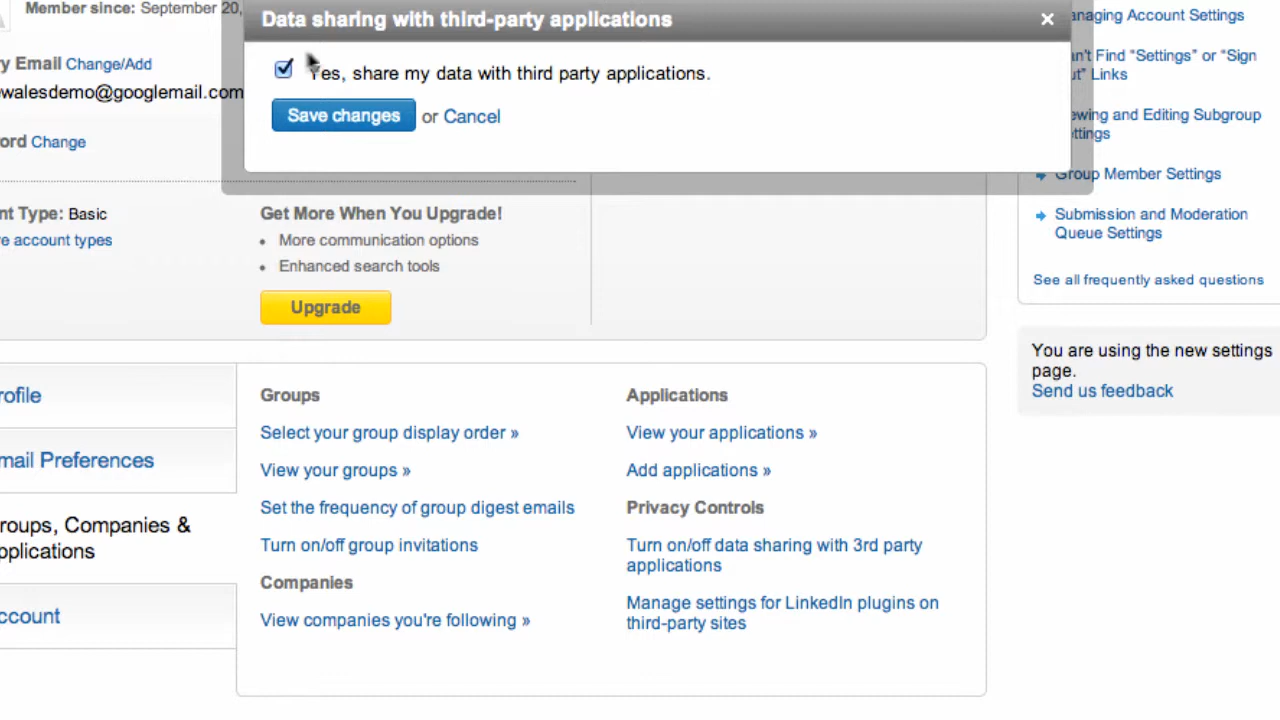 Member since: September 20,
Data sharing with third-party applications
Managing Account Settings
y Email Change/Add
Yes, share my data with third party applications.
Can't Find "Settings" or "Sign
Out" Links
ewalesdemo@googlemail.com
Save changes or Cancel
Viewing and Editing Subgroup
Settings
ord Change
Group Member Settings
nt Type: Basic
Get More When You Upgrade!
Submission and Moderation
Queue Settings
e account types
• More communication options
• Enhanced search tools
See all frequently asked questions
Upgrade
You are using the new settings
page.
Send us feedback
rofile
mail Preferences
roups, Companies &
pplications
ccount
Groups
Select your group display order »
View your groups »
Set the frequency of group digest emails
Turn on/off group invitations
Companies
View companies you're following »
Applications
View your applications »
Add applications »
Privacy Controls
Turn on/off data sharing with 3rd party
applications
Manage settings for LinkedIn plugins on
third-party sites